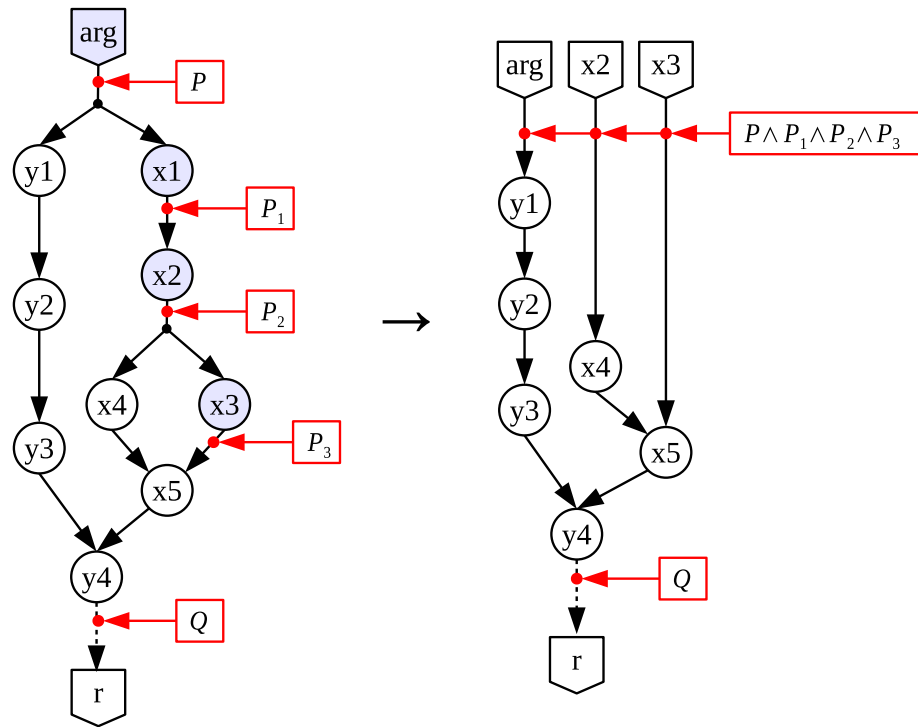 arg
P
y1
x1
P₁
x2
y2
P₂
x4
x3
y3
P₃
x5
y4
Q
r
→
arg
x2
x3
P ∧ P₁ ∧ P₂ ∧ P₃
y1
y2
x4
y3
x5
y4
Q
r